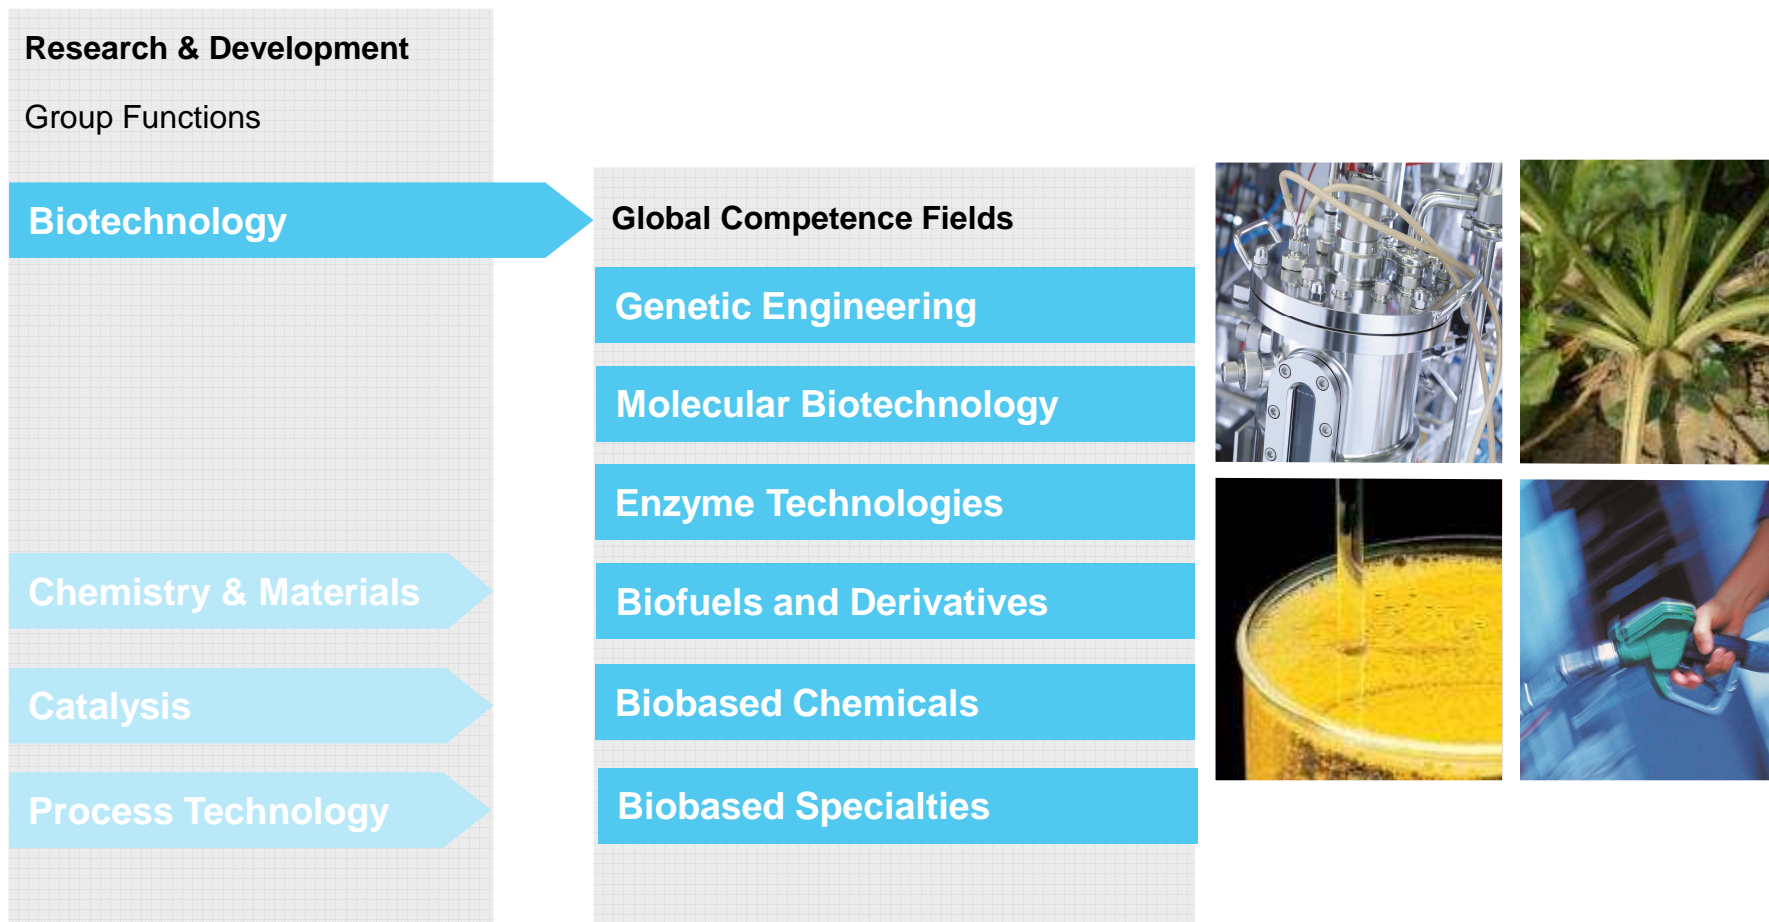 Research & Development
Group Functions
Biotechnology
Chemistry & Materials
Catalysis
Process Technology
Global Competence Fields
Genetic Engineering
Molecular Biotechnology
Enzyme Technologies
Biofuels and Derivatives
Biobased Chemicals
Biobased Specialties